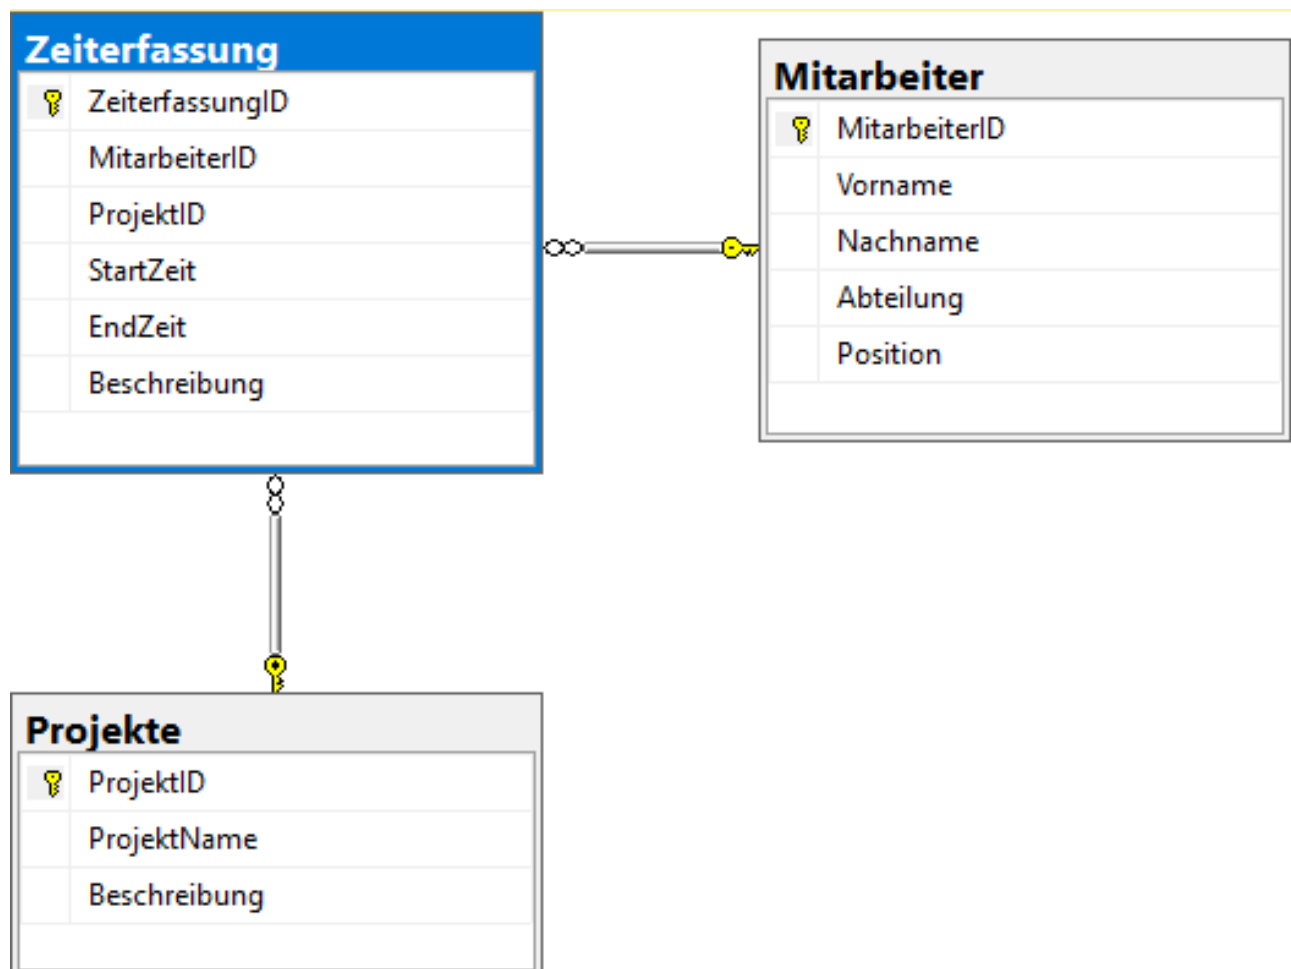 Zeiterfassung
ZeiterfassungID
MitarbeiterID
ProjektID
StartZeit
EndZeit
Beschreibung
Mitarbeiter
MitarbeiterID
Vorname
Nachname
Abteilung
Position
Projekte
ProjektID
ProjektName
Beschreibung